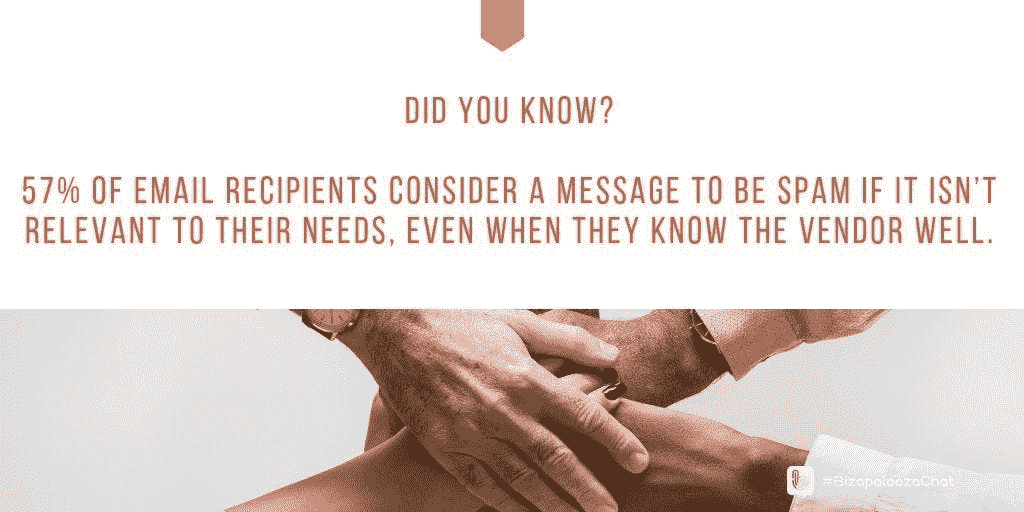 DID YOU KNOW?
57% OF EMAIL RECIPIENTS CONSIDER A MESSAGE TO BE SPAM IF IT ISN'T
RELEVANT TO THEIR NEEDS, EVEN WHEN THEY KNOW THE VENDOR WELL.
#BizapaloozaChat